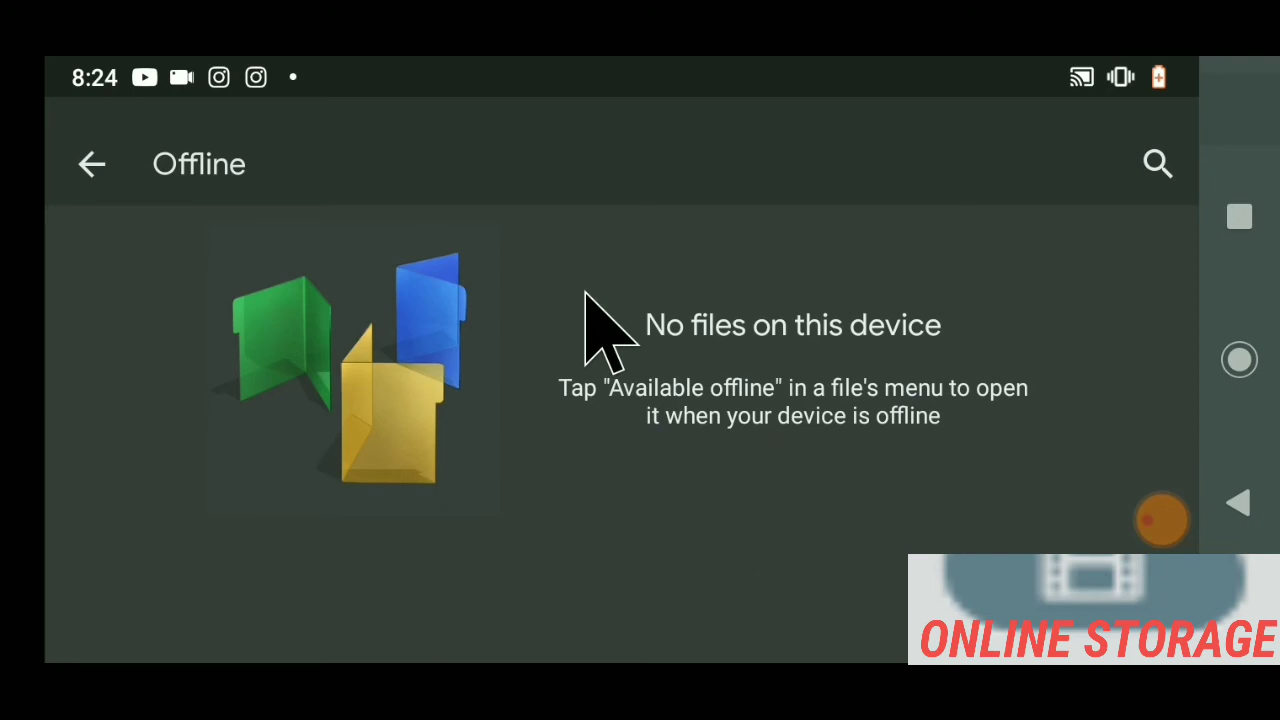 8:24
Offline
No files on this device
Tap "Available offline" in a file's menu to open
it when your device is offline
ONLINE STORAGE